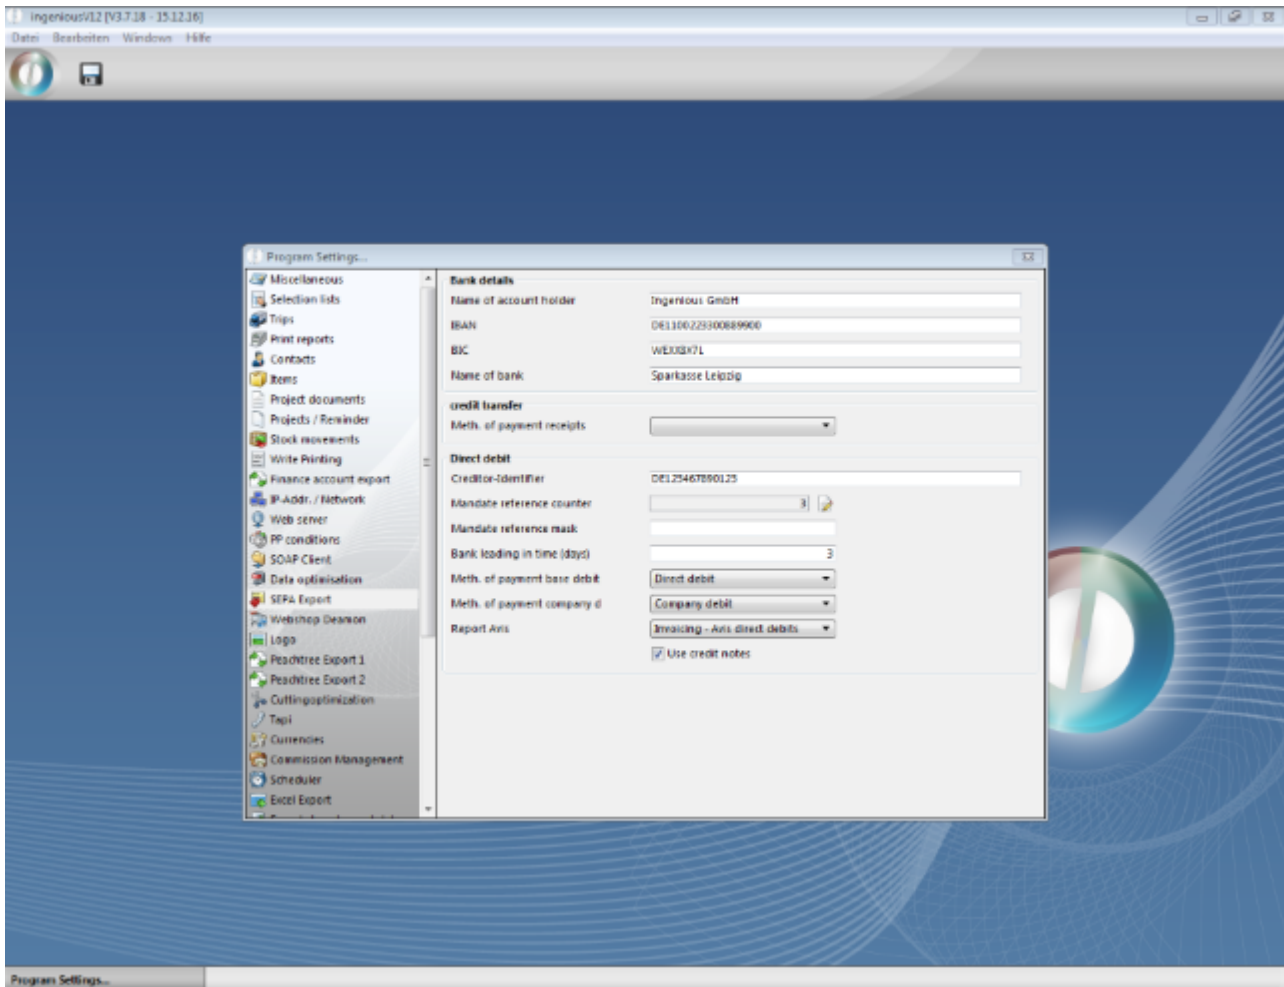 ingeniousV12 [V3.7.18 - 15.12.16]
Datei Bearbeiten Windows Hilfe
Program Settings...
Miscellaneous
Selection lists
Trips
Print reports
Contacts
Items
Project documents
Projects / Reminder
Stock movements
Write Printing
Finance account export
IP-Addr. / Network
Web server
PP conditions
SOAP Client
Data optimisation
SEPA Export
Webshop Deamon
Logo
Peachtree Export 1
Peachtree Export 2
Cuttingoptimization
Tapi
Currencies
Commission Management
Scheduler
Excel Export
Bank details
Name of account holder Ingenious GmbH
IBAN DE1100223300889900
BIC
Name of bank Sparkasse Leipzig
credit transfer
Meth. of payment receipts
Direct debit
Creditor-Identifier
Mandate reference counter 3
Mandate reference mask
Bank leading in time (days) 3
Meth. of payment base debit Direct debit
Meth. of payment company d Company debit
Report Avis Invoicing - Avis direct debits
Use credit notes
Program Settings...